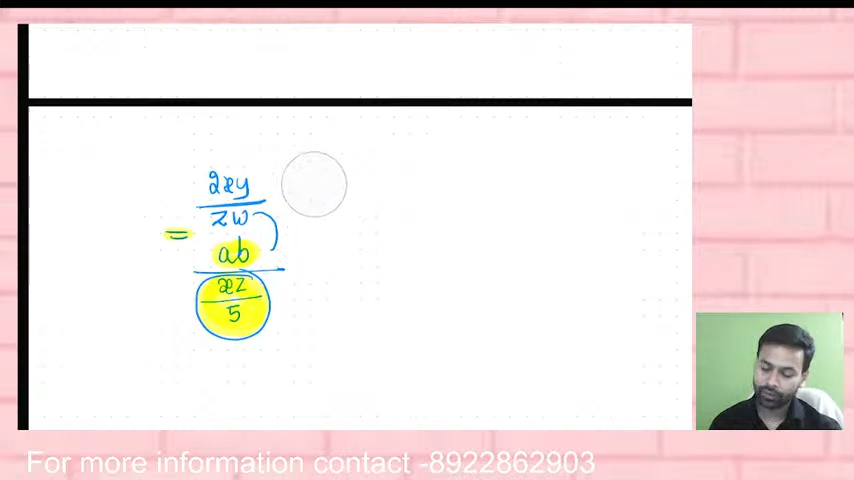 2xy
zw
=
ab
xz
5
For more information contact -8922862903